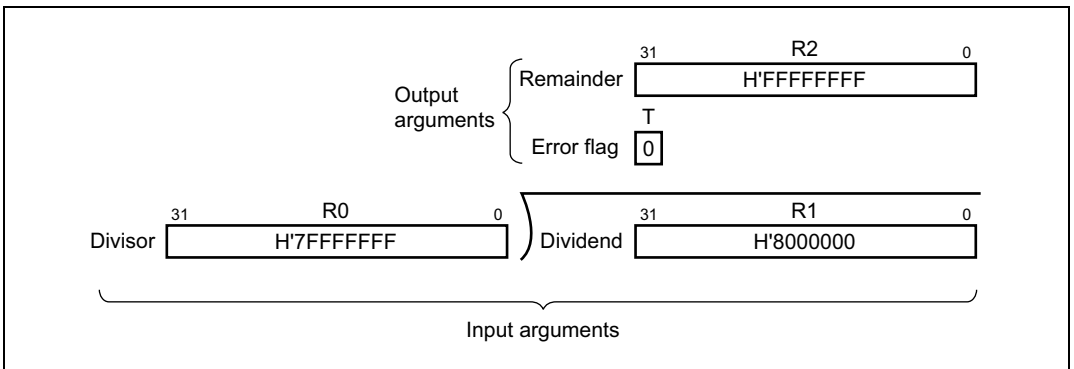 31 R2 0
Remainder H'FFFFFFFF
Output
arguments
T
Error flag 0
31 R0 0 31 R1 0
Divisor H'7FFFFFFF Dividend H'8000000
Input arguments